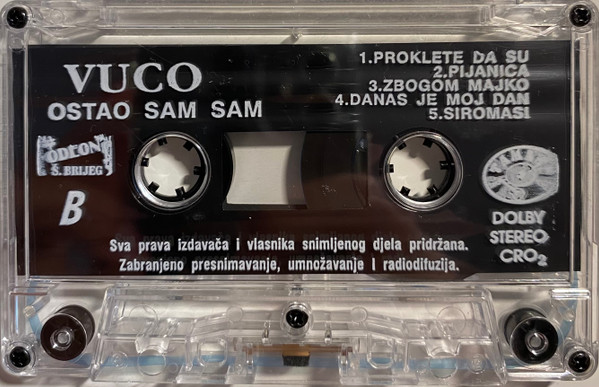 VUCO
OSTAO SAM SAM
1.PROKLETE DA SU
2.PIJANICA
3.ZBOGOM MAJKO
4.DANAS JE MOJ DAN
5.SIROMASI
ODEON
Š. BRIJEG
B
DOLBY
STEREO
CRO₂
Sva prava izdavača i vlasnika snimljenog djela pridržana.
Zabranjeno presnimavanje, umnožavanje i radiodifuzija.